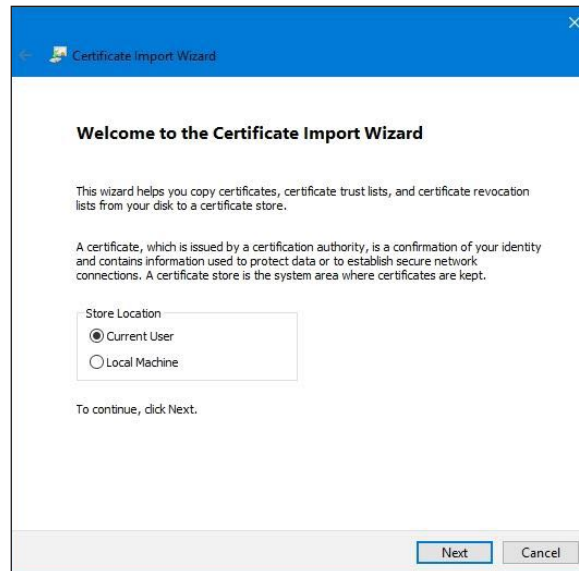 Certificate Import Wizard
Welcome to the Certificate Import Wizard
This wizard helps you copy certificates, certificate trust lists, and certificate revocation
lists from your disk to a certificate store.
A certificate, which is issued by a certification authority, is a confirmation of your identity
and contains information used to protect data or to establish secure network
connections. A certificate store is the system area where certificates are kept.
Store Location
Current User
Local Machine
To continue, click Next.
Next Cancel